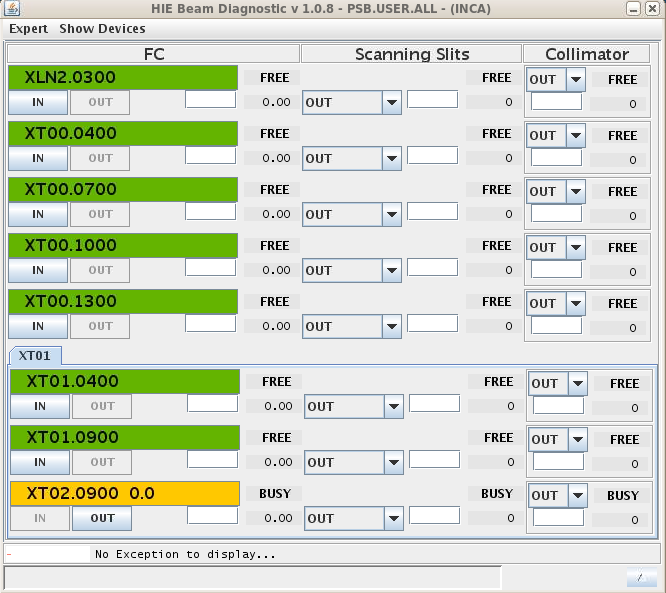 HIE Beam Diagnostic v 1.0.8 - PSB.USER.ALL - (INCA)
Expert Show Devices
FC Scanning Slits Collimator
XLN2.0300 FREE FREE OUT FREE
IN OUT 0.00 OUT 0 0
XT00.0400 FREE FREE OUT FREE
IN OUT 0.00 OUT 0 0
XT00.0700 FREE FREE OUT FREE
IN OUT 0.00 OUT 0 0
XT00.1000 FREE FREE OUT FREE
IN OUT 0.00 OUT 0 0
XT00.1300 FREE FREE OUT FREE
IN OUT 0.00 OUT 0 0
XT01
XT01.0400 FREE FREE OUT FREE
IN OUT 0.00 OUT 0 0
XT01.0900 FREE FREE OUT FREE
IN OUT 0.00 OUT 0 0
XT02.0900 0.0 BUSY BUSY OUT BUSY
IN OUT 0.00 OUT 0 0
- No Exception to display...